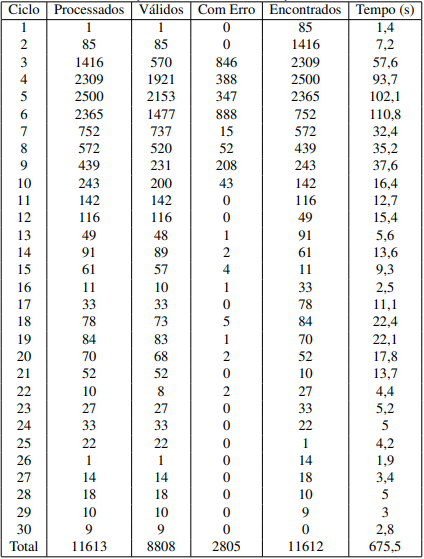 Ciclo Processados Válidos Com Erro Encontrados Tempo (s)
1 1 1 0 85 1,4
2 85 85 0 1416 7,2
3 1416 570 846 2309 57,6
4 2309 1921 388 2500 93,7
5 2500 2153 347 2365 102,1
6 2365 1477 888 752 110,8
7 752 737 15 572 32,4
8 572 520 52 439 35,2
9 439 231 208 243 37,6
10 243 200 43 142 16,4
11 142 142 0 116 12,7
12 116 116 0 49 15,4
13 49 48 1 91 5,6
14 91 89 2 61 13,6
15 61 57 4 11 9,3
16 11 10 1 33 2,5
17 33 33 0 78 11,1
18 78 73 5 84 22,4
19 84 83 1 70 22,1
20 70 68 2 52 17,8
21 52 52 0 10 13,7
22 10 8 2 27 4,4
23 27 27 0 33 5,2
24 33 33 0 22 5
25 22 22 0 1 4,2
26 1 1 0 14 1,9
27 14 14 0 18 3,4
28 18 18 0 10 5
29 10 10 0 9 3
30 9 9 0 0 2,8
Total 11613 8808 2805 11612 675,5